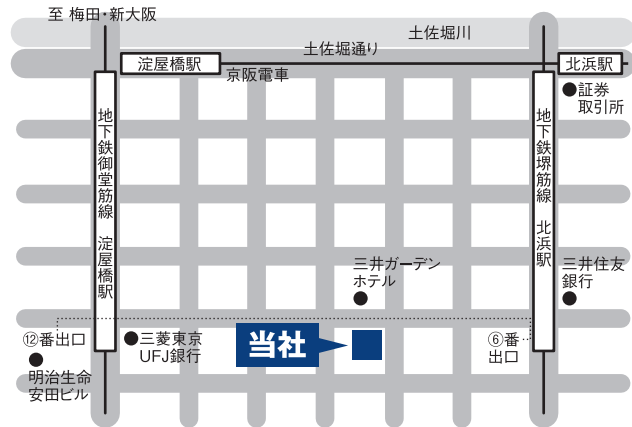 至 梅田・新大阪
土佐堀川
土佐堀通り
淀屋橋駅
京阪電車
北浜駅
証券
取引所
地下鉄御堂筋線 淀屋橋駅
地下鉄堺筋線 北浜駅
三井ガーデン
ホテル
三井住友
銀行
⑫番出口
三菱東京
UFJ銀行
当社
⑥番
出口
明治生命
安田ビル